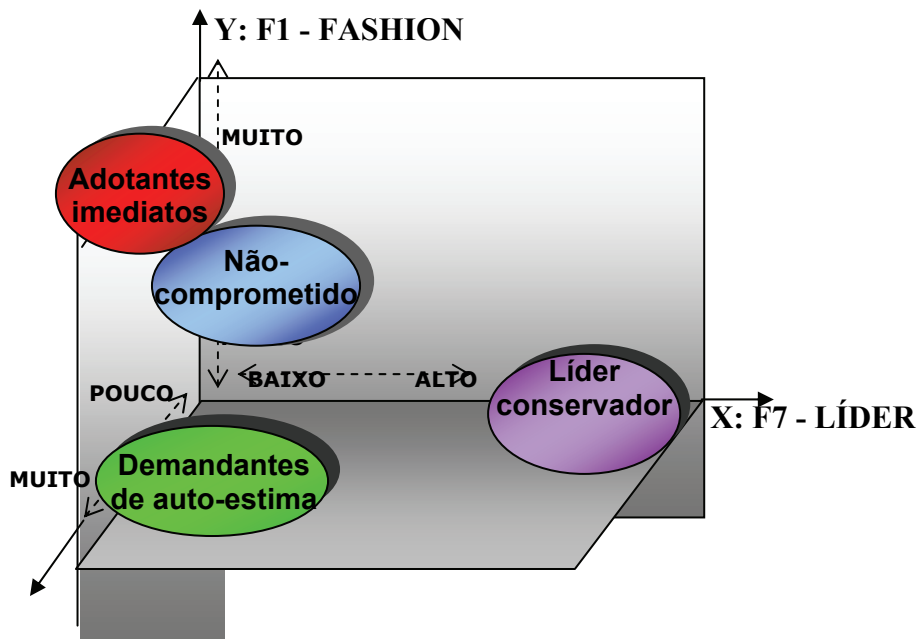 Y: F1 - FASHION
MUITO
Adotantes
imediatos
Não-
comprometido
BAIXO
ALTO
Líder
conservador
X: F7 - LÍDER
POUCO
MUITO
Demandantes
de auto-estima